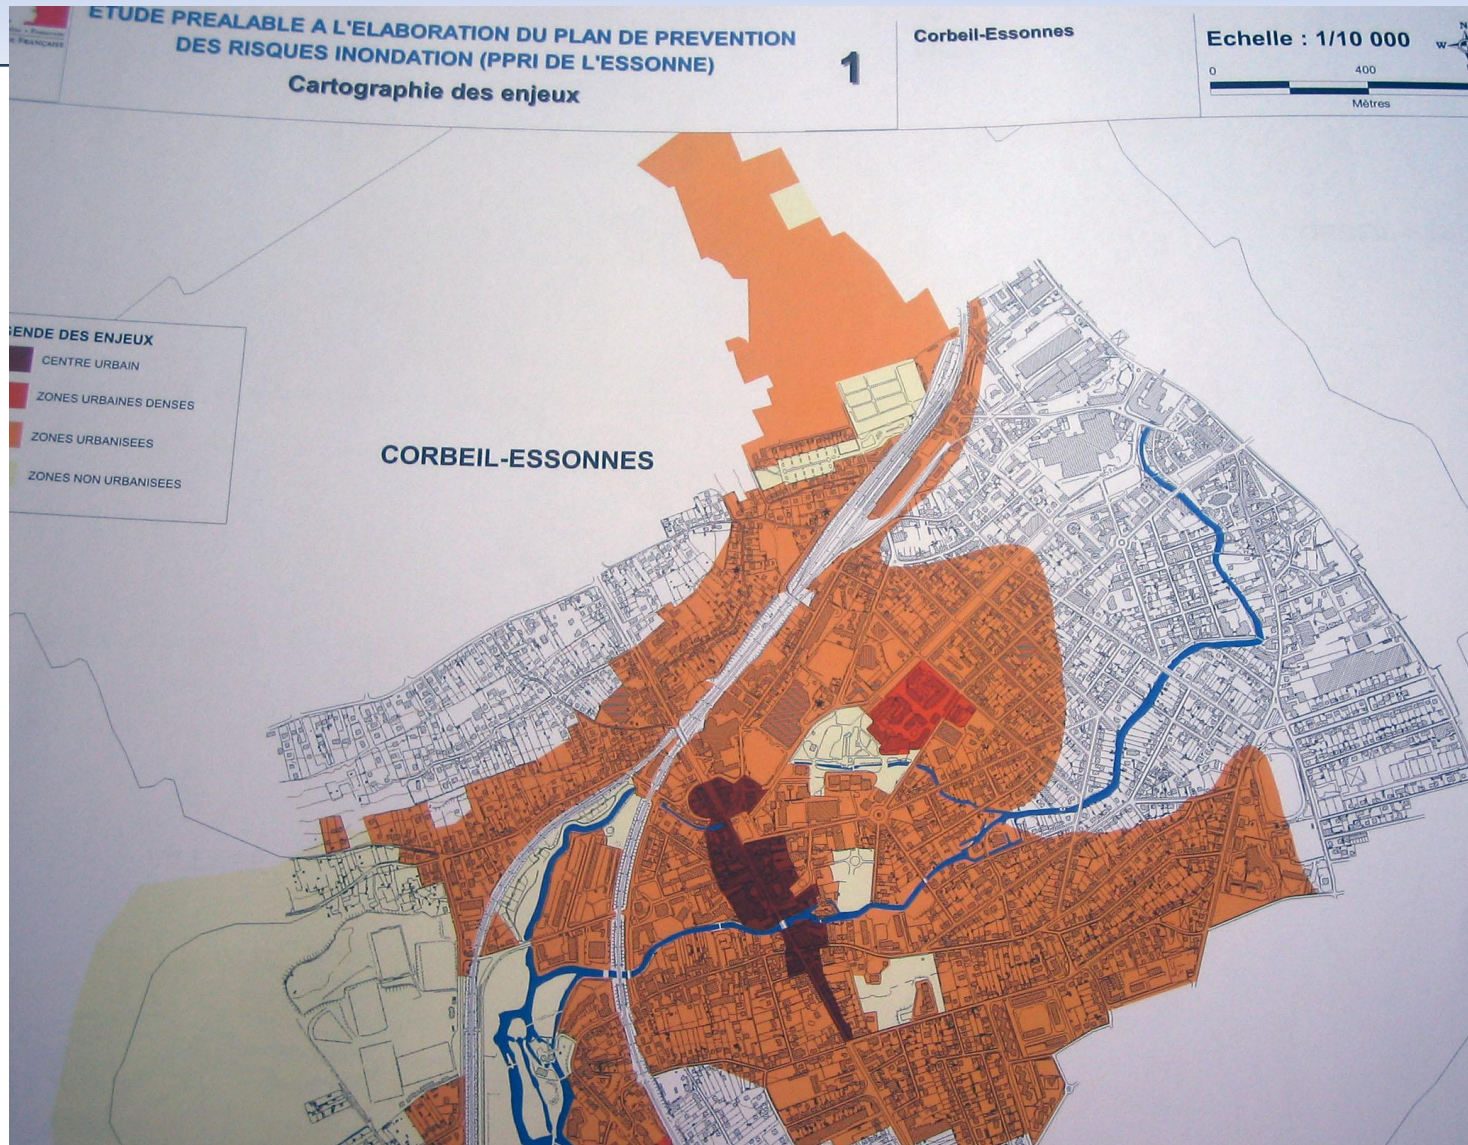 É FRANÇAISE
ETUDE PREALABLE A L'ELABORATION DU PLAN DE PREVENTION
DES RISQUES INONDATION (PPRI DE L'ESSONNE)
Cartographie des enjeux
1
Corbeil-Essonnes
Echelle : 1/10 000
0 400
Mètres
N
W
GENDE DES ENJEUX
CENTRE URBAIN
ZONES URBAINES DENSES
ZONES URBANISEES
ZONES NON URBANISEES
CORBEIL-ESSONNES